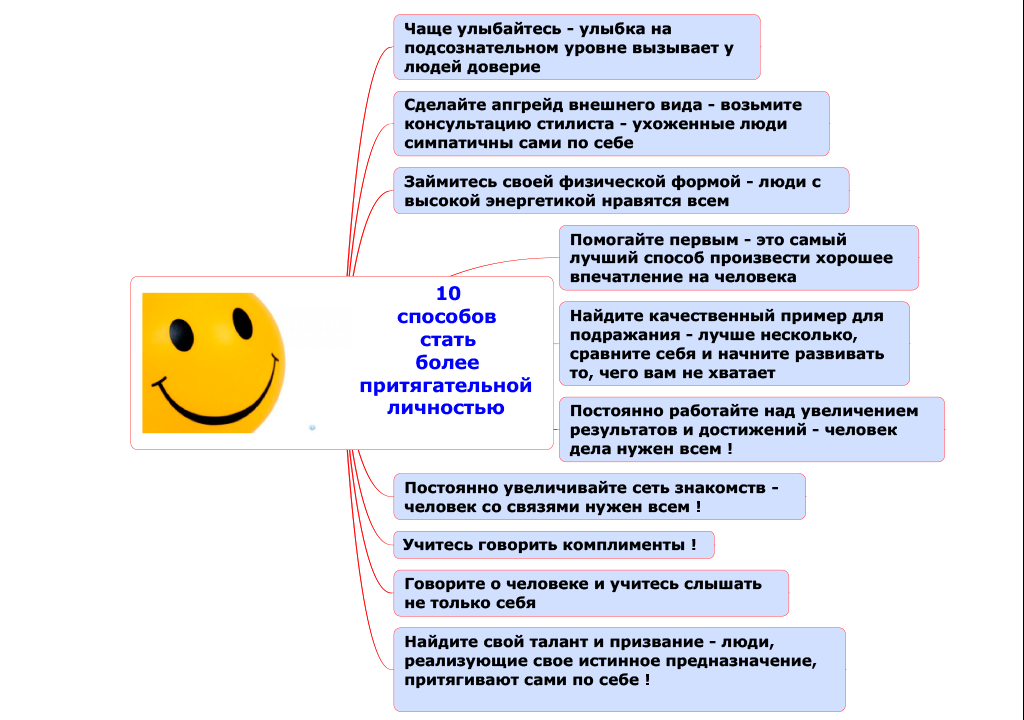 Чаще улыбайтесь - улыбка на
подсознательном уровне вызывает у
людей доверие
Сделайте апгрейд внешнего вида - возьмите
консультацию стилиста - ухоженные люди
симпатичны сами по себе
Займитесь своей физической формой - люди с
высокой энергетикой нравятся всем
Помогайте первым - это самый
лучший способ произвести хорошее
впечатление на человека
10
способов
стать
более
притягательной
личностью
Найдите качественный пример для
подражания - лучше несколько,
сравните себя и начните развивать
то, чего вам не хватает
Постоянно работайте над увеличением
результатов и достижений - человек
дела нужен всем !
Постоянно увеличивайте сеть знакомств -
человек со связями нужен всем !
Учитесь говорить комплименты !
Говорите о человеке и учитесь слышать
не только себя
Найдите свой талант и призвание - люди,
реализующие свое истинное предназначение,
притягивают сами по себе !